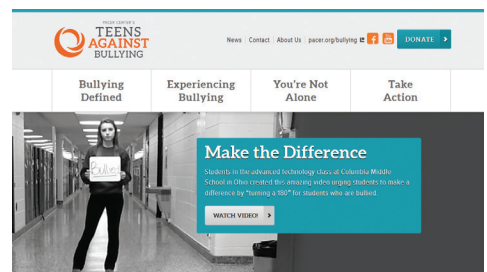 PACER CENTER'S
TEENS
AGAINST
BULLYING
News Contact About Us pacer.org/bullying
DONATE
Bullying Defined
Experiencing Bullying
You're Not Alone
Take Action
Make the Difference
Students in the advanced technology class at Columbia Middle
School in Ohio created this amazing video urging students to make a
difference by "turning a 180" for students who are bullied.
WATCH VIDEO!